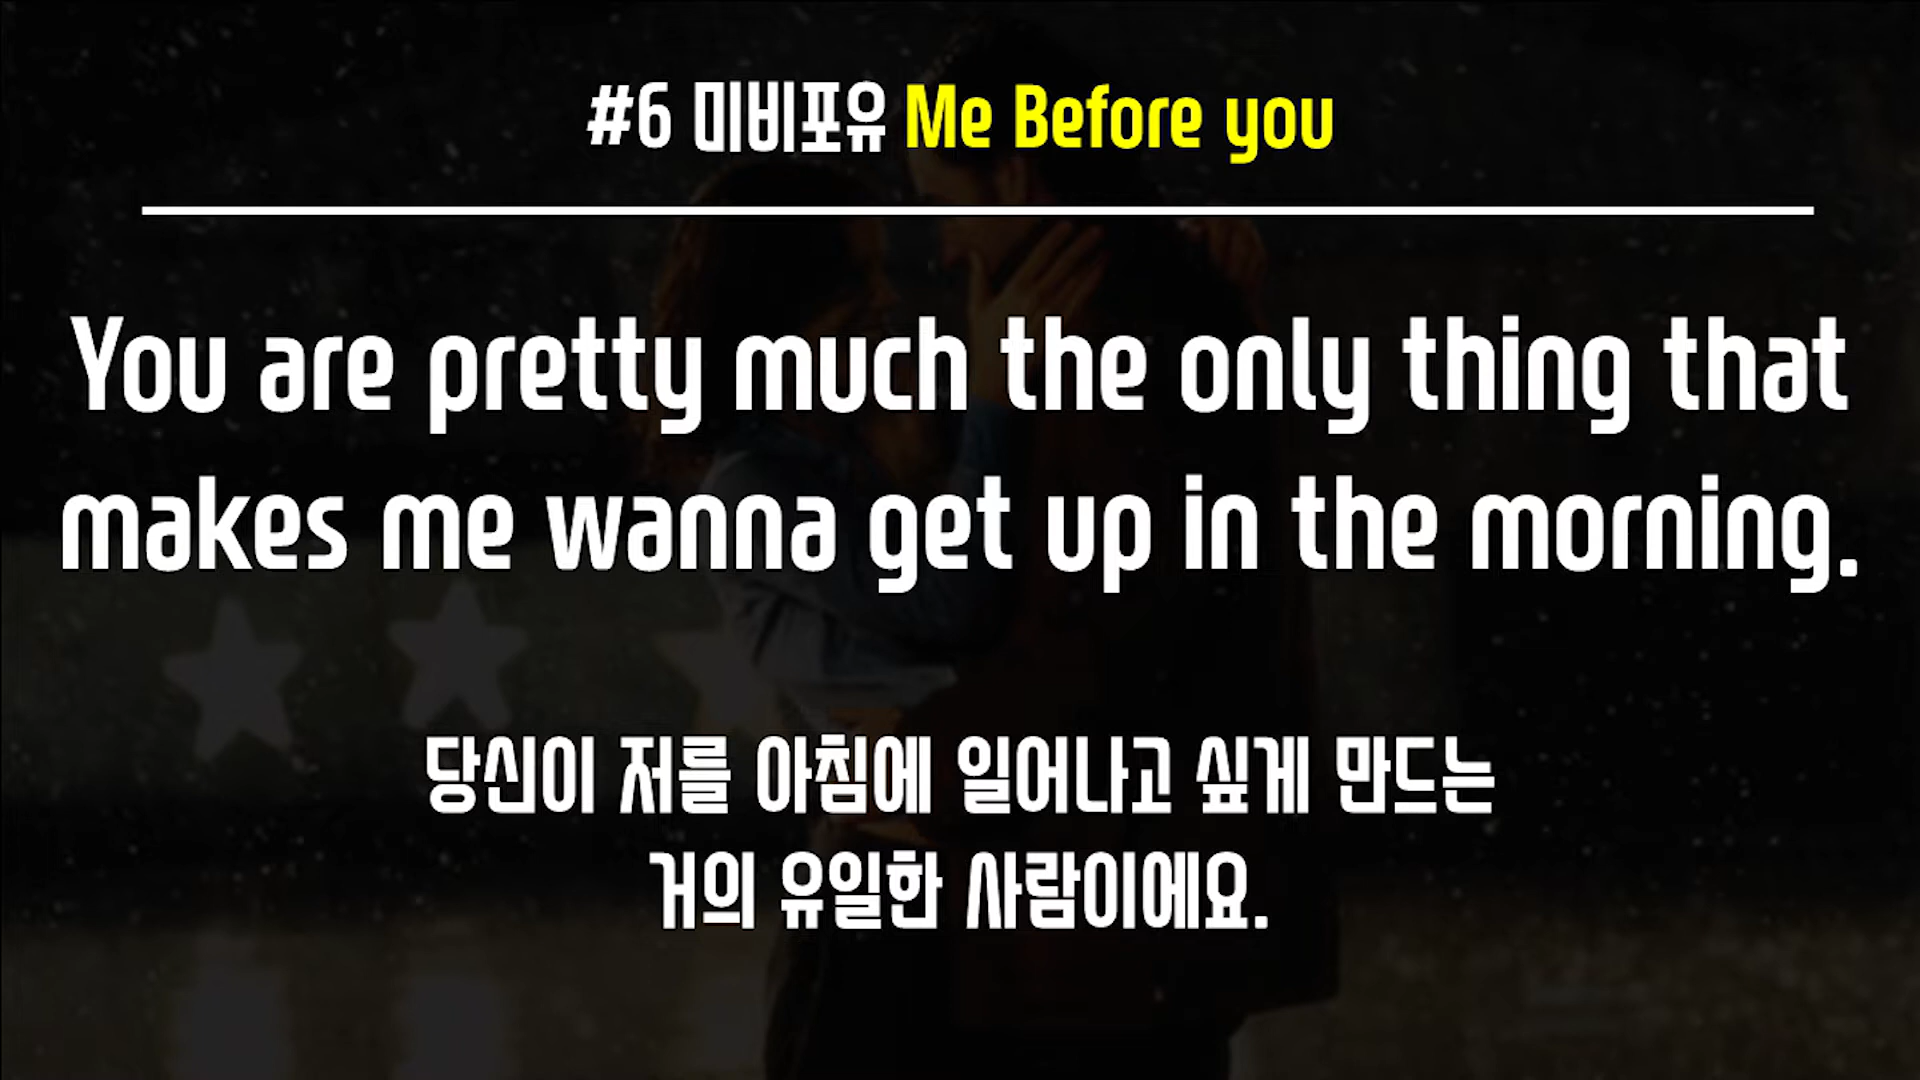 #6 미비포유 Me Before you
You are pretty much the only thing that
makes me wanna get up in the morning.
당신이 저를 아침에 일어나고 싶게 만드는
거의 유일한 사람이에요.